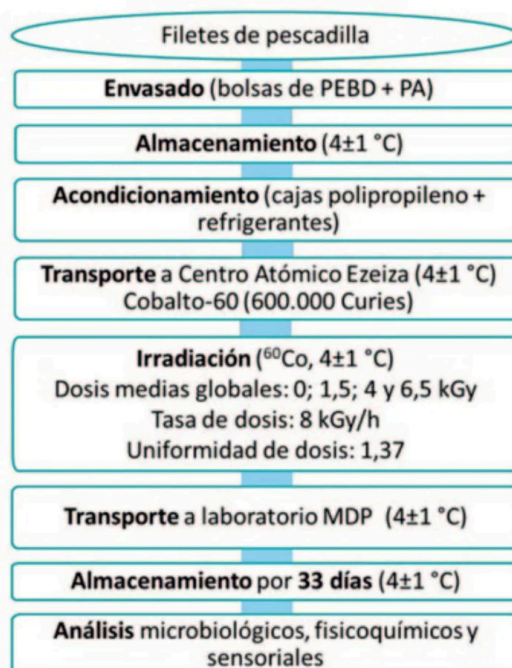 Filetes de pescadilla
Envasado (bolsas de PEBD + PA)
Almacenamiento (4±1 °C)
Acondicionamiento (cajas polipropileno +
refrigerantes)
Transporte a Centro Atómico Ezeiza (4±1 °C)
Cobalto-60 (600.000 Curies)
Irradiación (⁶⁰Co, 4±1 °C)
Dosis medias globales: 0; 1,5; 4 y 6,5 kGy
Tasa de dosis: 8 kGy/h
Uniformidad de dosis: 1,37
Transporte a laboratorio MDP (4±1 °C)
Almacenamiento por 33 días (4±1 °C)
Análisis microbiológicos, fisicoquímicos y
sensoriales